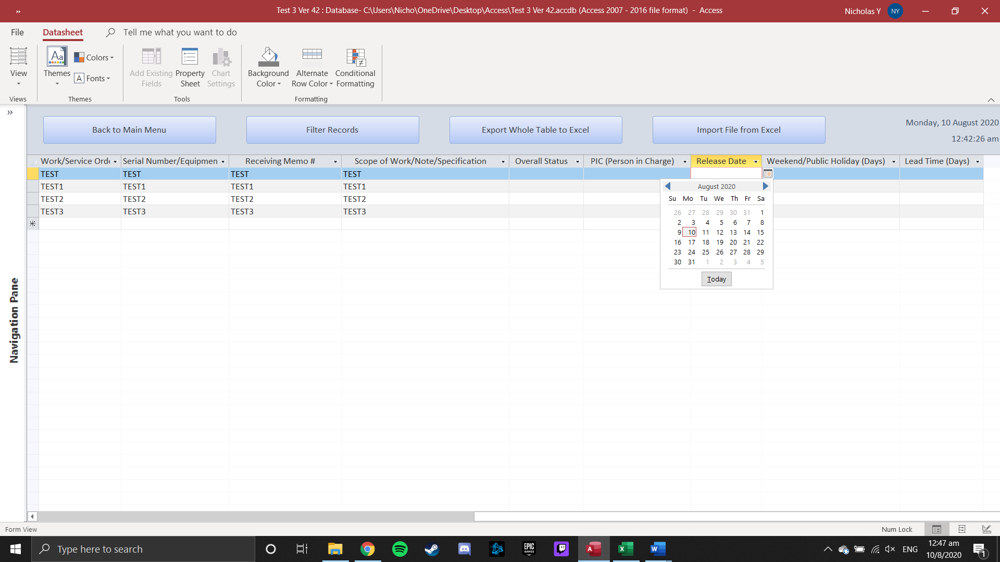 Test 3 Ver 42 : Database- C:\Users\Nicho\OneDrive\Desktop\Access\Test 3 Ver 42.accdb (Access 2007 - 2016 file format) - Access
Nicholas Y NY
File Datasheet Tell me what you want to do
View
Themes
Colors
Fonts
Add Existing Fields
Property Sheet
Chart Settings
Background Color
Alternate Row Color
Conditional Formatting
Views Themes Tools Formatting
Back to Main Menu Filter Records Export Whole Table to Excel Import File from Excel
Monday, 10 August 2020
12:42:26 am
Work/Service Orde Serial Number/Equipmen Receiving Memo # Scope of Work/Note/Specification Overall Status PIC (Person in Charge) Release Date Weekend/Public Holiday (Days) Lead Time (Days)
TEST TEST TEST TEST
TEST1 TEST1 TEST1 TEST1
TEST2 TEST2 TEST2 TEST2
TEST3 TEST3 TEST3 TEST3
August 2020
Su Mo Tu We Th Fr Sa
26 27 28 29 30 31 1
2 3 4 5 6 7 8
9 10 11 12 13 14 15
16 17 18 19 20 21 22
23 24 25 26 27 28 29
30 31 1 2 3 4 5
Today
Navigation Pane
Form View Num Lock
Type here to search
EPIC GAMES
ENG
12:47 am
10/8/2020
1